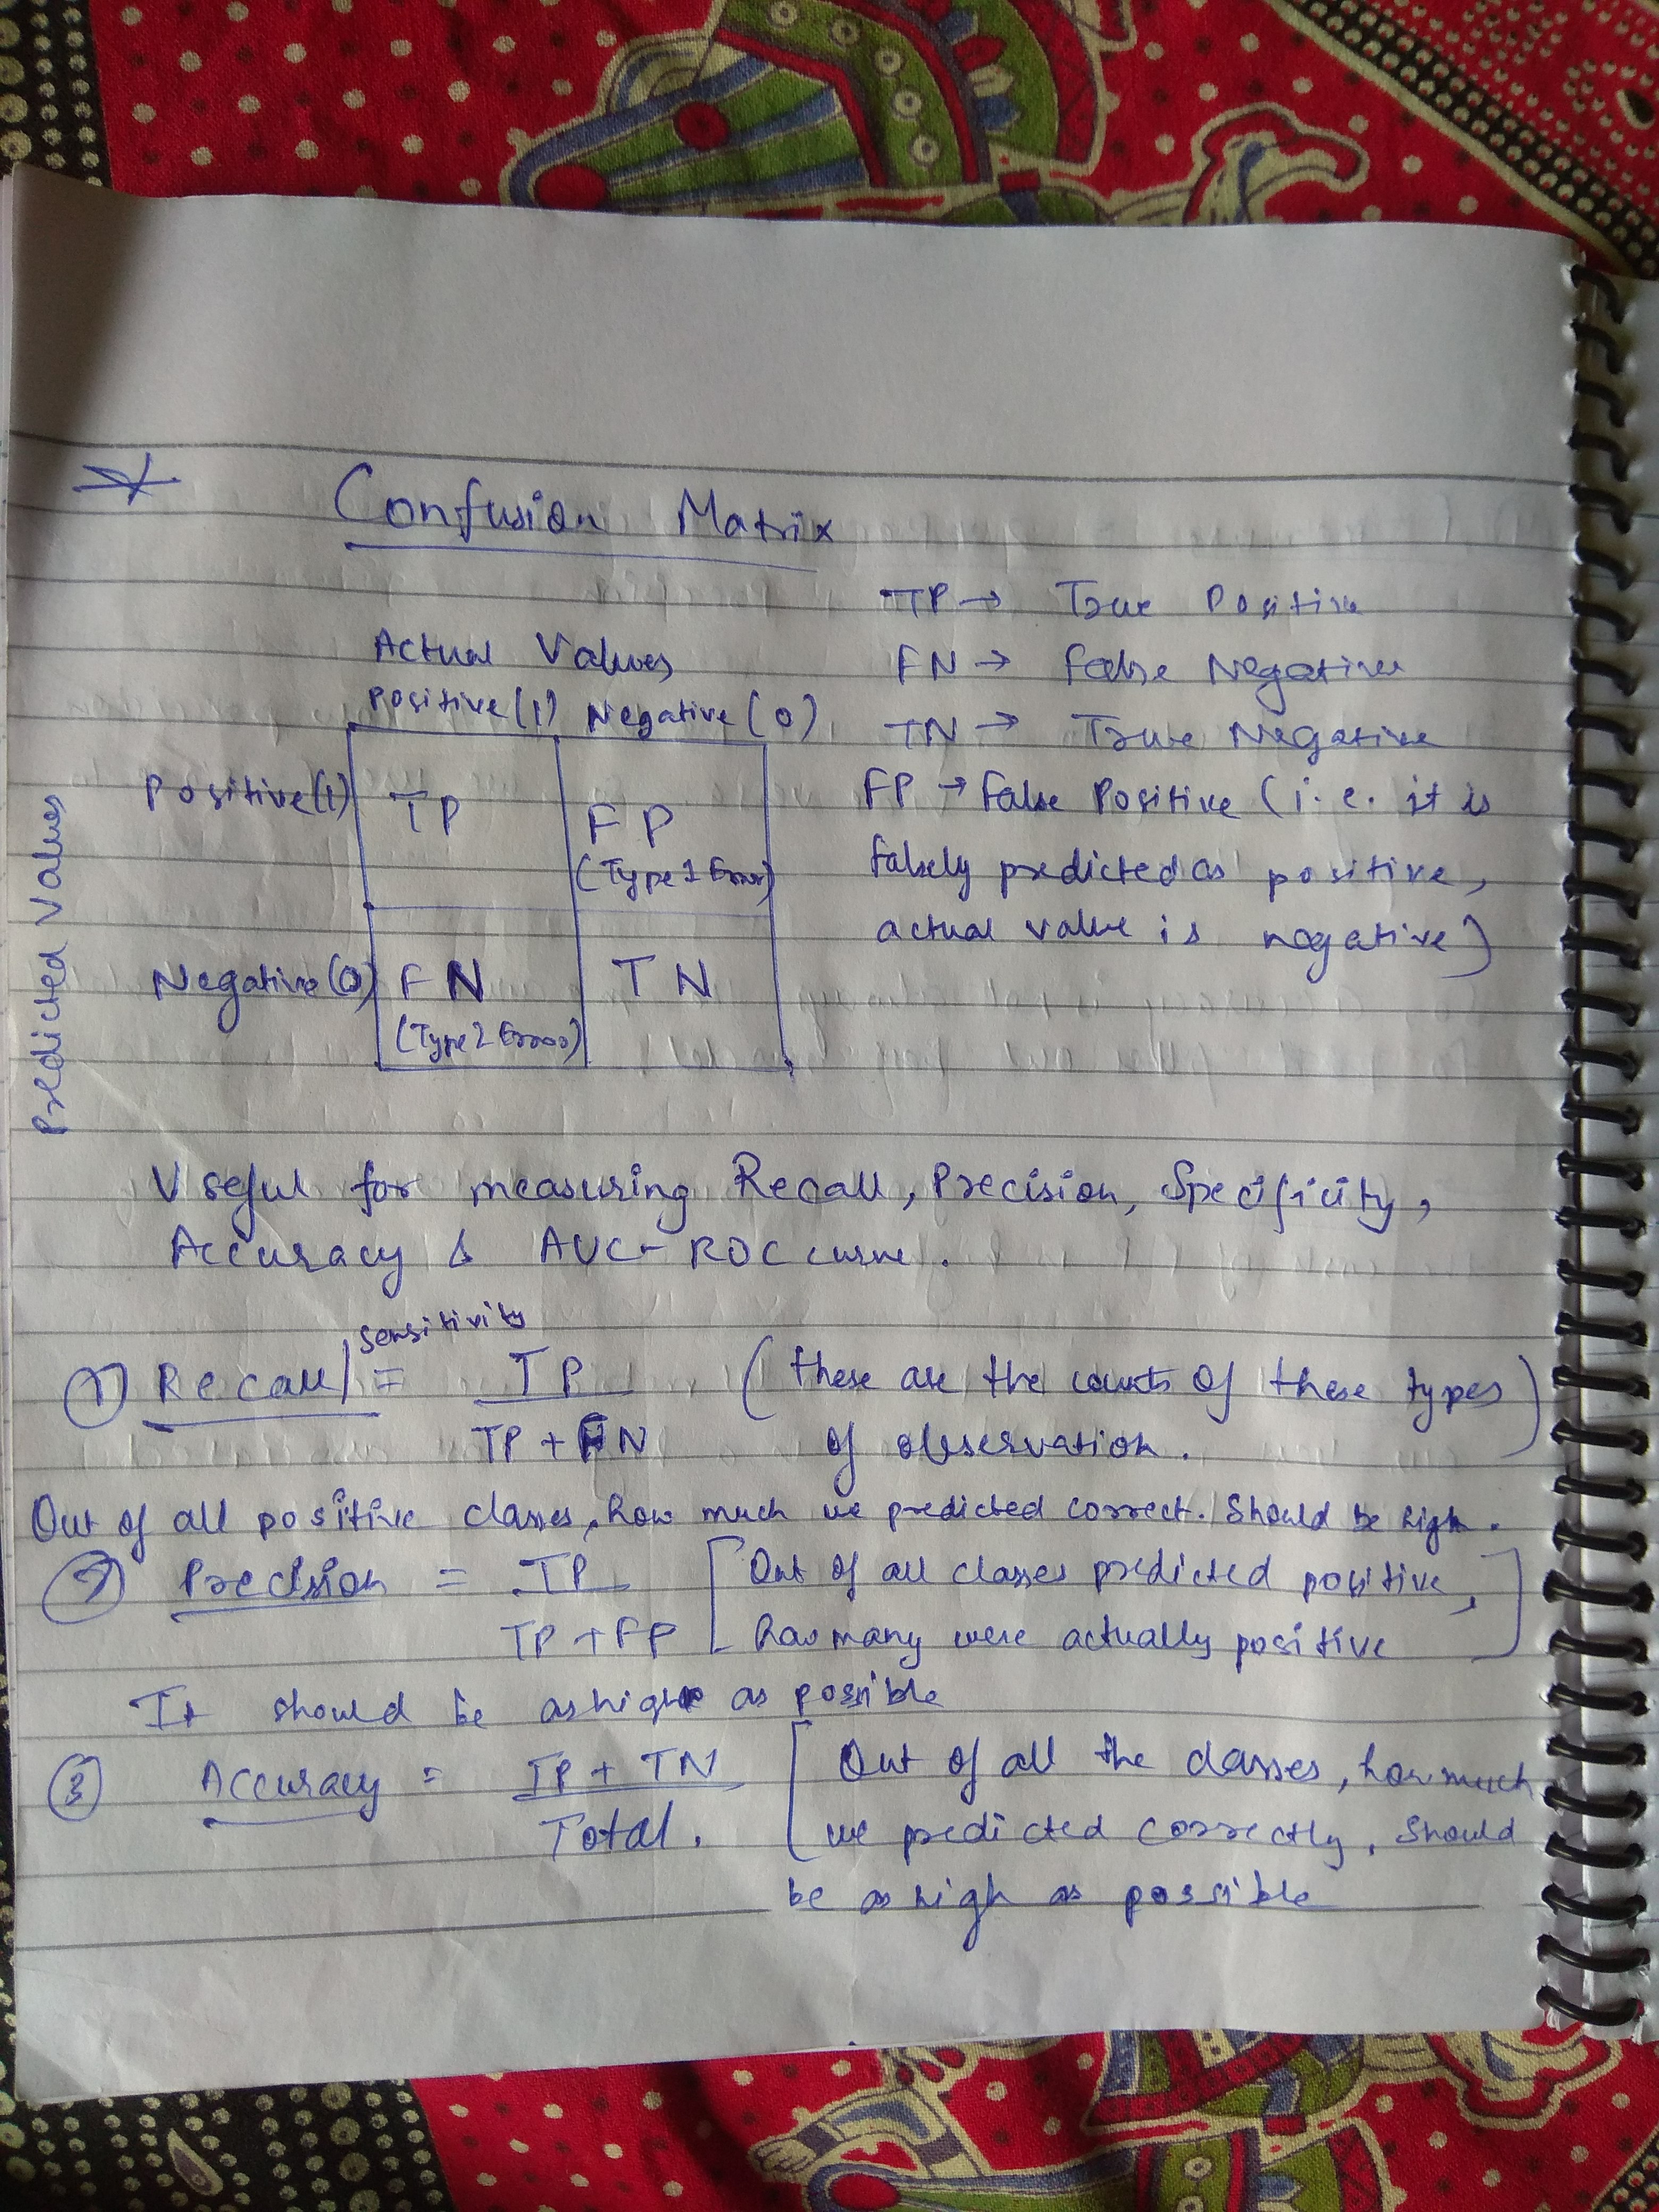 Confusion Matrix
TP → True Positive
Actual Values
FN → False Negative
Positive(1) Negative(0)
TN → True Negative
Predicted Values
Positive(1) TP FP
(Type 1 Error)
FP → False Positive (i.e. it is
falsely predicted as positive,
actual value is negative)
Negative(0) FN TN
(Type 2 Error)
Useful for measuring Recall, Precision, Specificity,
Accuracy & AUC-ROC curve.
① Recall/sensitivity = TP / TP + FN (these are the counts of these types
of observation.)
Out of all positive classes, how much we predicted correct. Should be high.
② Precision = TP / TP + FP [Out of all classes predicted positive,
how many were actually positive]
It should be as high as possible
③ Accuracy = TP + TN / Total. [Out of all the classes, how much
we predicted correctly, Should
be as high as possible